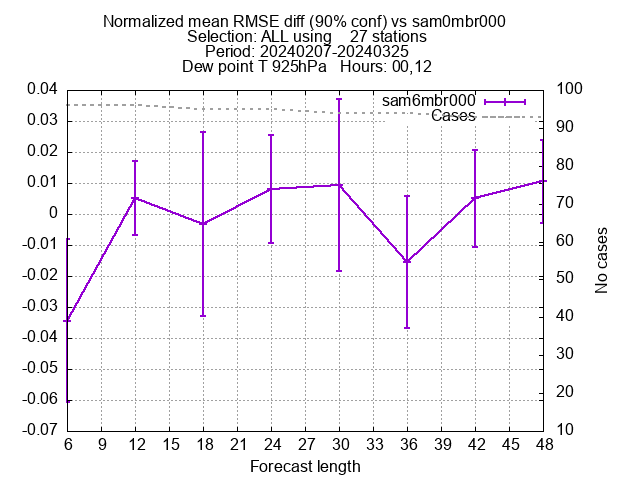 Normalized mean RMSE diff (90% conf) vs sam0mbr000
Selection: ALL using    27 stations
Period: 20240207-20240325
Dew point T 925hPa   Hours: 00,12
sam6mbr000
Cases
0.04
0.03
0.02
0.01
0
-0.01
-0.02
-0.03
-0.04
-0.05
-0.06
-0.07
100
90
80
70
60
50
40
30
20
10
No cases
6 9 12 15 18 21 24 27 30 33 36 39 42 45 48
Forecast length